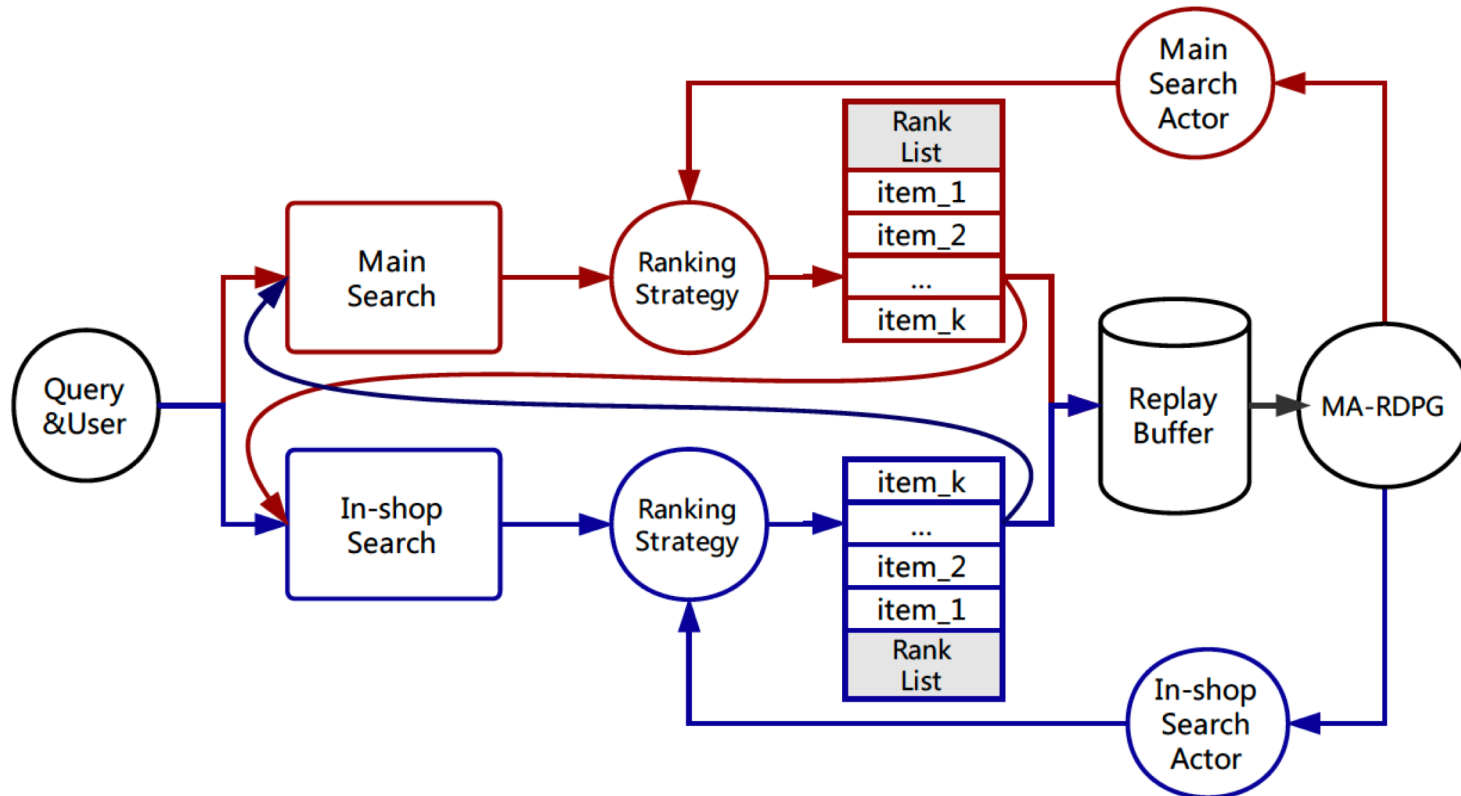 Main
Search
Actor
Rank
List
item_1
item_2
...
item_k
Main
Search
Ranking
Strategy
Query
&User
Replay
Buffer
MA-RDPG
In-shop
Search
Ranking
Strategy
item_k
...
item_2
item_1
Rank
List
In-shop
Search
Actor